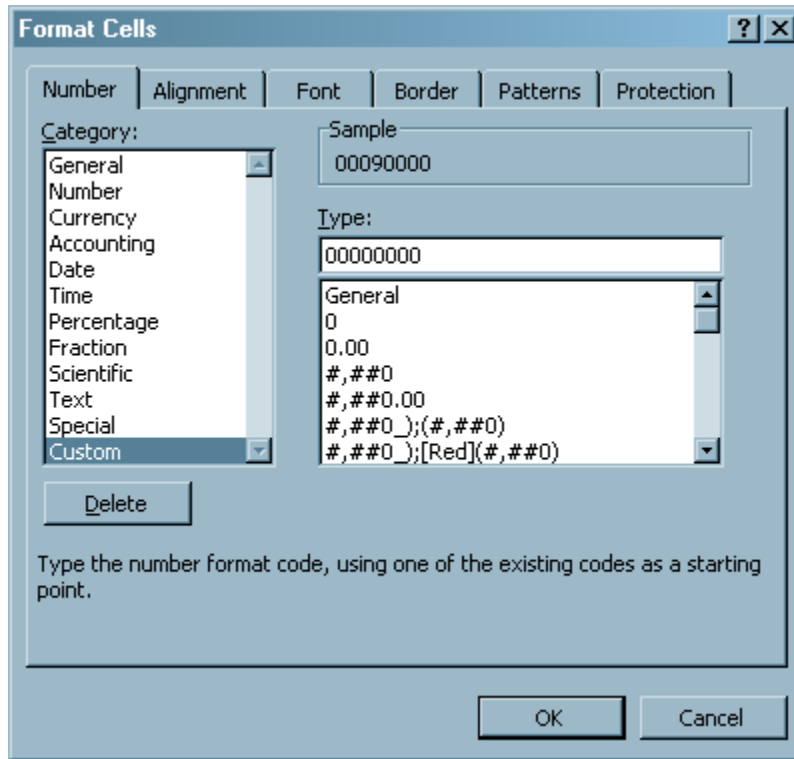 Format Cells
Number
Alignment
Font
Border
Patterns
Protection
Category:
General
Number
Currency
Accounting
Date
Time
Percentage
Fraction
Scientific
Text
Special
Custom
Sample
00090000
Type:
00000000
General
0
0.00
#,##0
#,##0.00
#,##0_);(#,##0)
#,##0_);[Red](#,##0)
Delete
Type the number format code, using one of the existing codes as a starting
point.
OK
Cancel